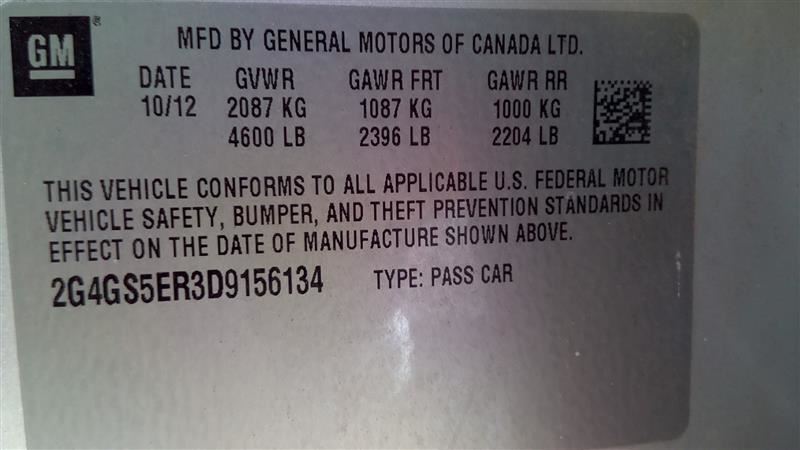 GM®
MFD BY GENERAL MOTORS OF CANADA LTD.
DATE GVWR GAWR FRT GAWR RR
10/12 2087 KG 1087 KG 1000 KG
4600 LB 2396 LB 2204 LB
THIS VEHICLE CONFORMS TO ALL APPLICABLE U.S. FEDERAL MOTOR
VEHICLE SAFETY, BUMPER, AND THEFT PREVENTION STANDARDS IN
EFFECT ON THE DATE OF MANUFACTURE SHOWN ABOVE.
2G4GS5ER3D9156134 TYPE: PASS CAR